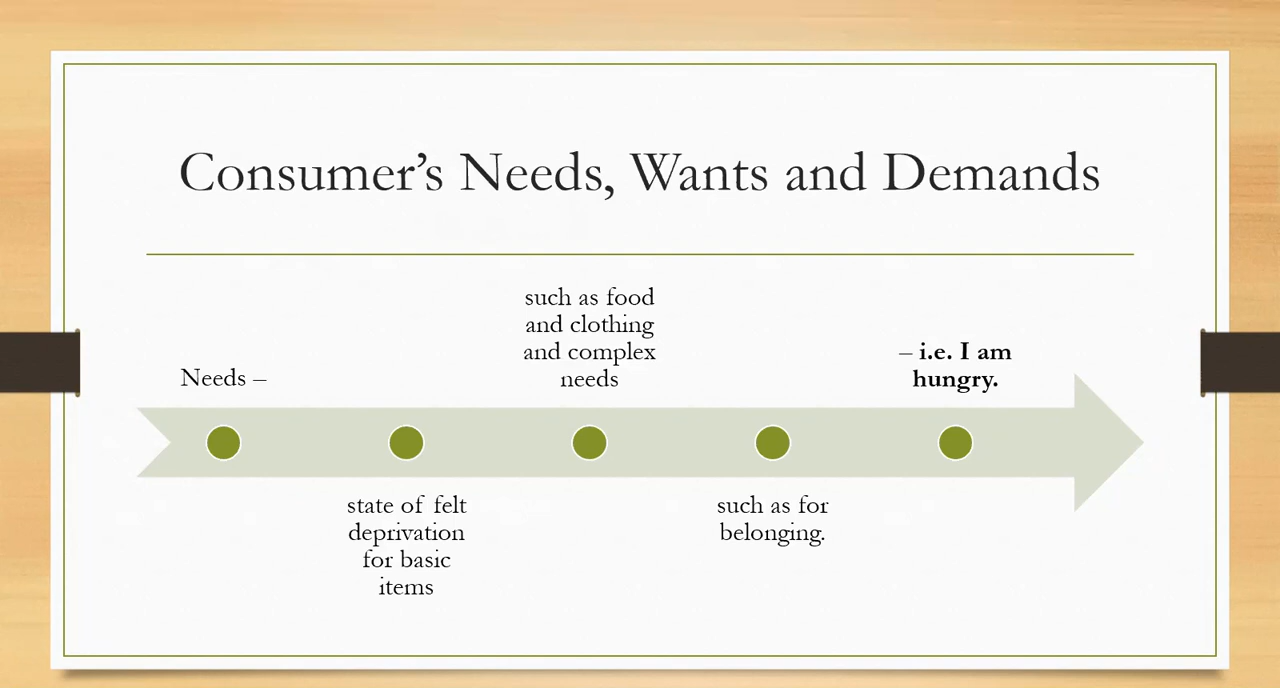 Consumer’s Needs, Wants and Demands
Needs –
state of felt
deprivation
for basic
items
such as food
and clothing
and complex
needs
such as for
belonging.
– i.e. I am
hungry.